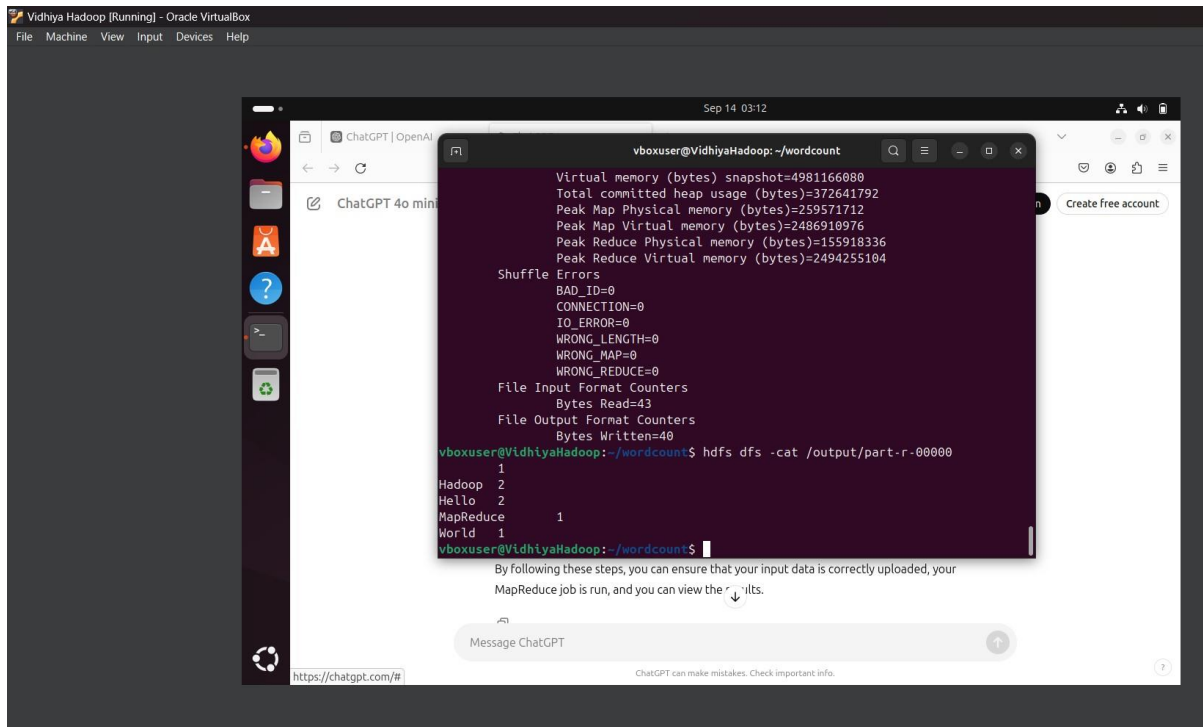 Vidhiya Hadoop [Running] - Oracle VirtualBox
File Machine View Input Devices Help
Sep 14 03:12
ChatGPT | OpenAI
vboxuser@VidhiyaHadoop: ~/wordcount
ChatGPT 4o mini
Create free account
Virtual memory (bytes) snapshot=4981166080
Total committed heap usage (bytes)=372641792
Peak Map Physical memory (bytes)=259571712
Peak Map Virtual memory (bytes)=2486910976
Peak Reduce Physical memory (bytes)=155918336
Peak Reduce Virtual memory (bytes)=2494255104
Shuffle Errors
BAD_ID=0
CONNECTION=0
IO_ERROR=0
WRONG_LENGTH=0
WRONG_MAP=0
WRONG_REDUCE=0
File Input Format Counters
Bytes Read=43
File Output Format Counters
Bytes Written=40
vboxuser@VidhiyaHadoop:~/wordcount$ hdfs dfs -cat /output/part-r-00000
1
Hadoop 2
Hello 2
MapReduce 1
World 1
vboxuser@VidhiyaHadoop:~/wordcount$
By following these steps, you can ensure that your input data is correctly uploaded, your
MapReduce job is run, and you can view the
Message ChatGPT
ChatGPT can make mistakes. Check important info.
https://chatgpt.com/#